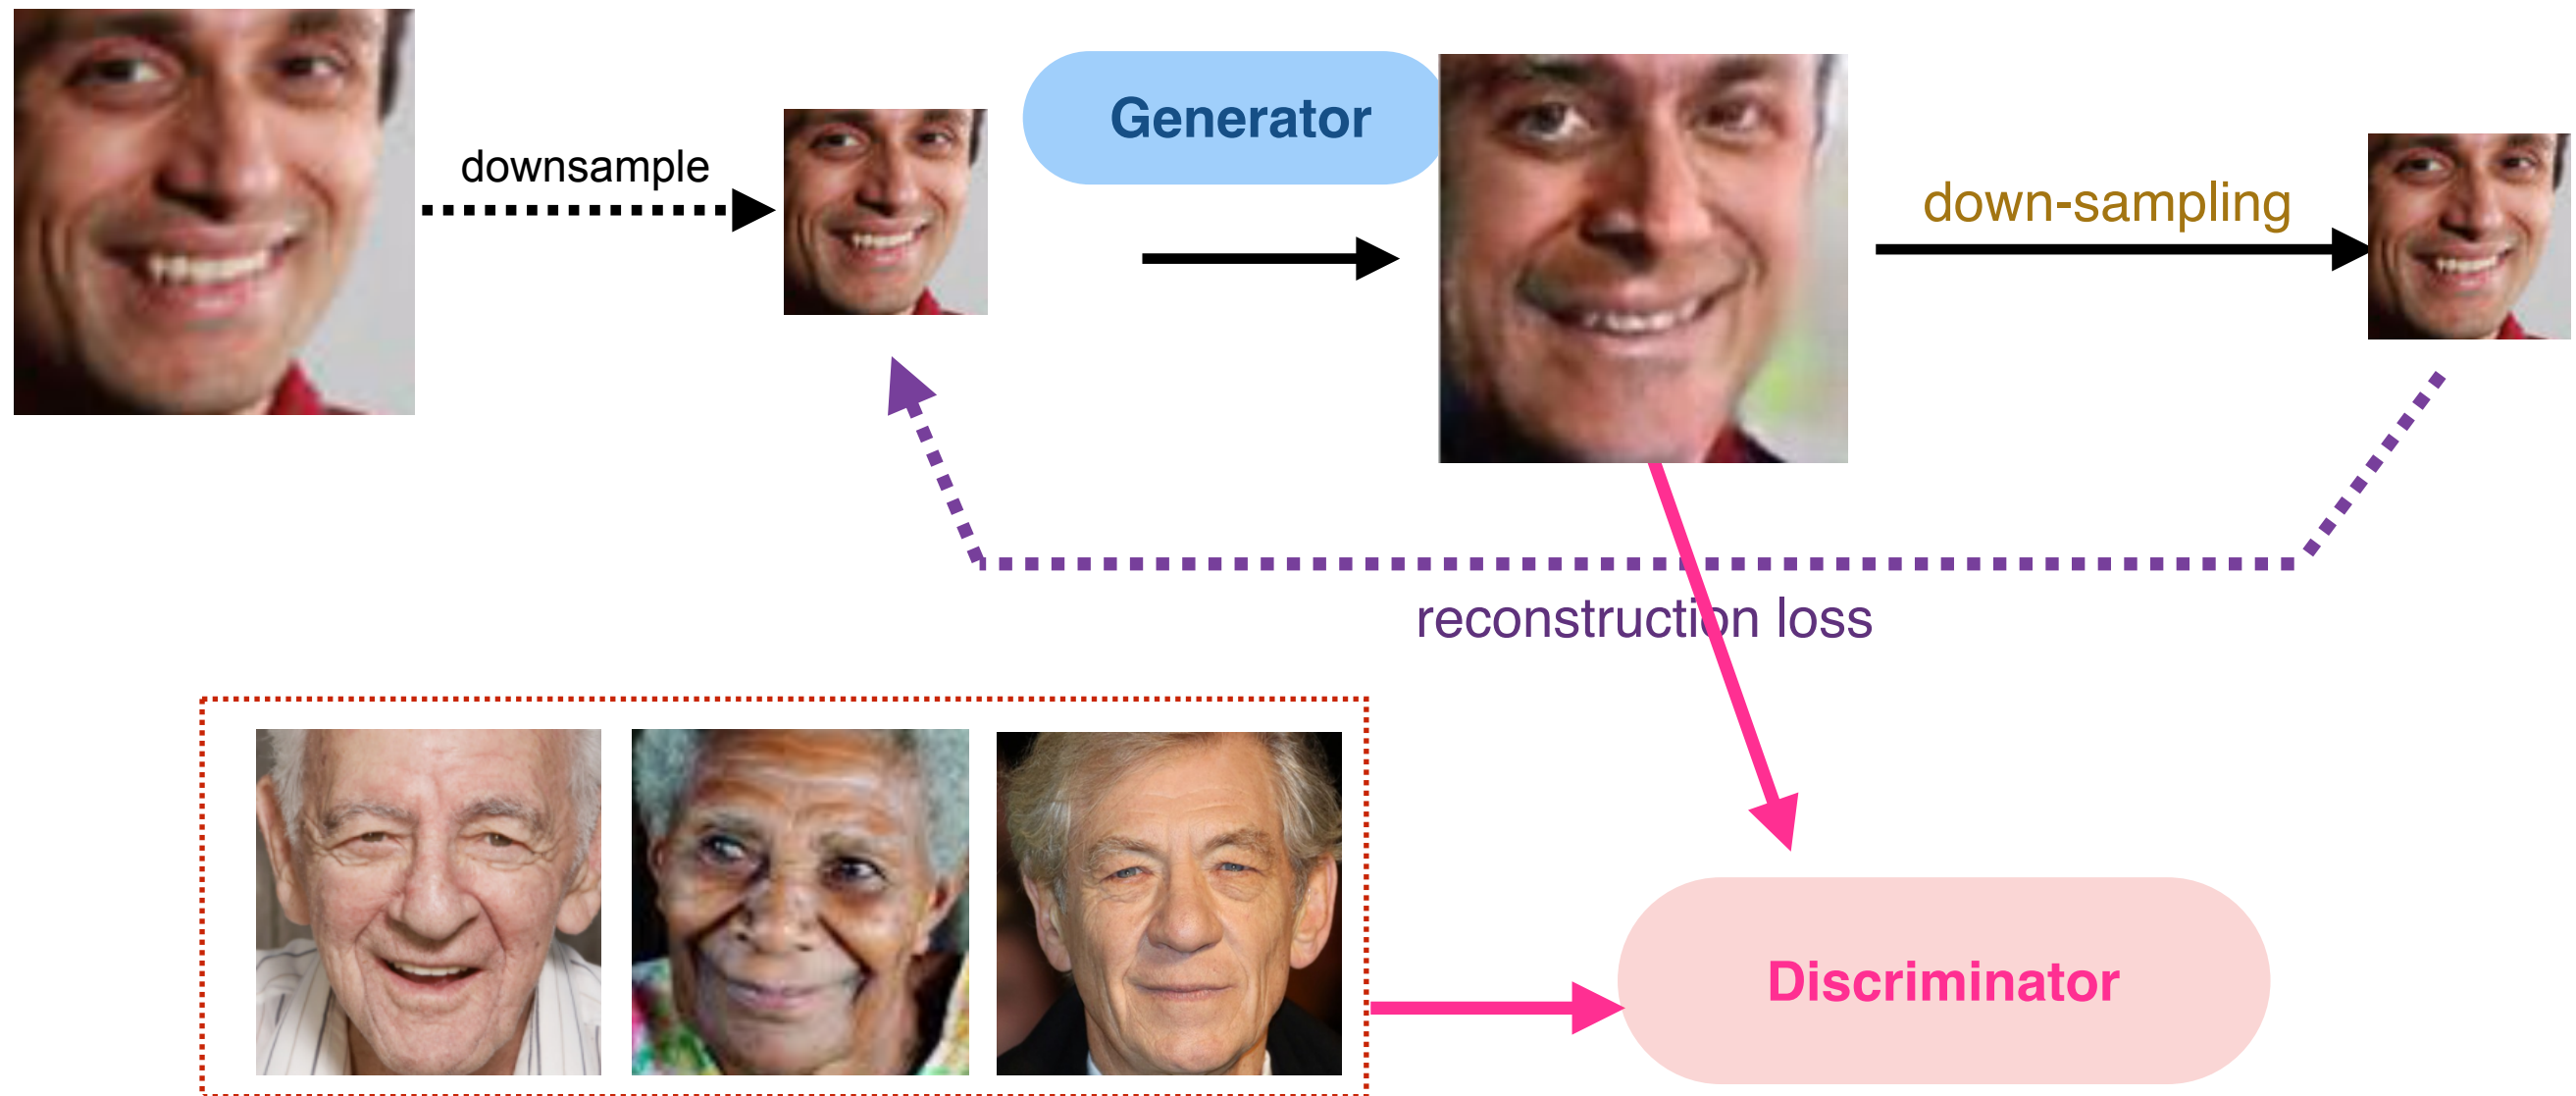 downsample
Generator
down-sampling
reconstruction loss
Discriminator